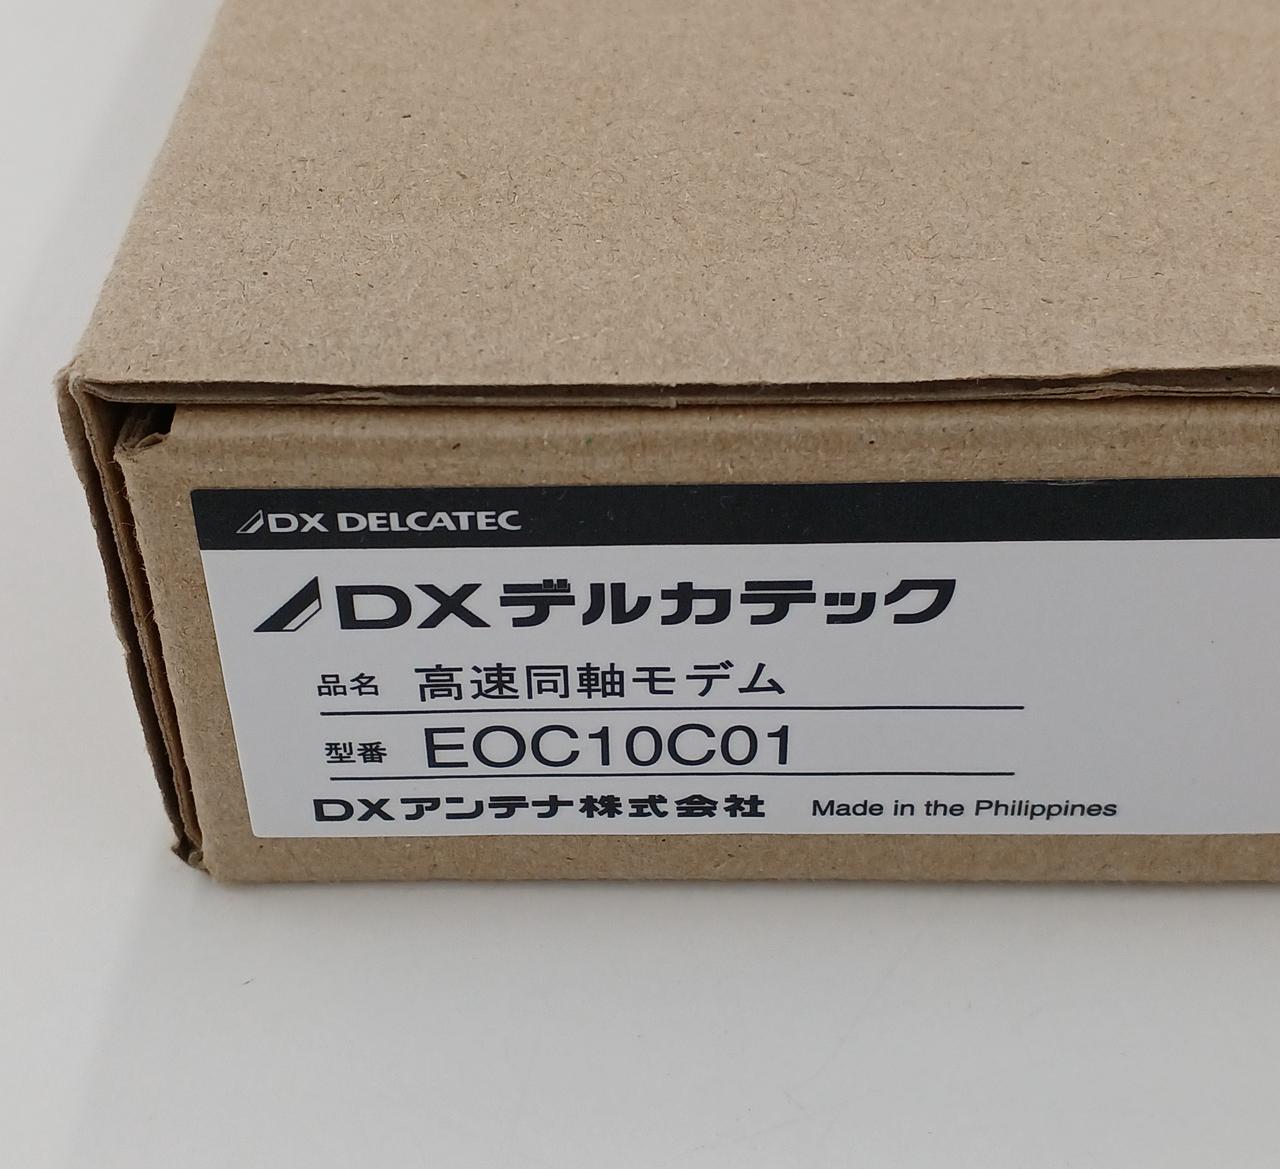 DX DELCATEC
DXデルカテック
品名 高速同軸モデム
型番 EOC10C01
DXアンテナ株式会社 Made in the Philippines